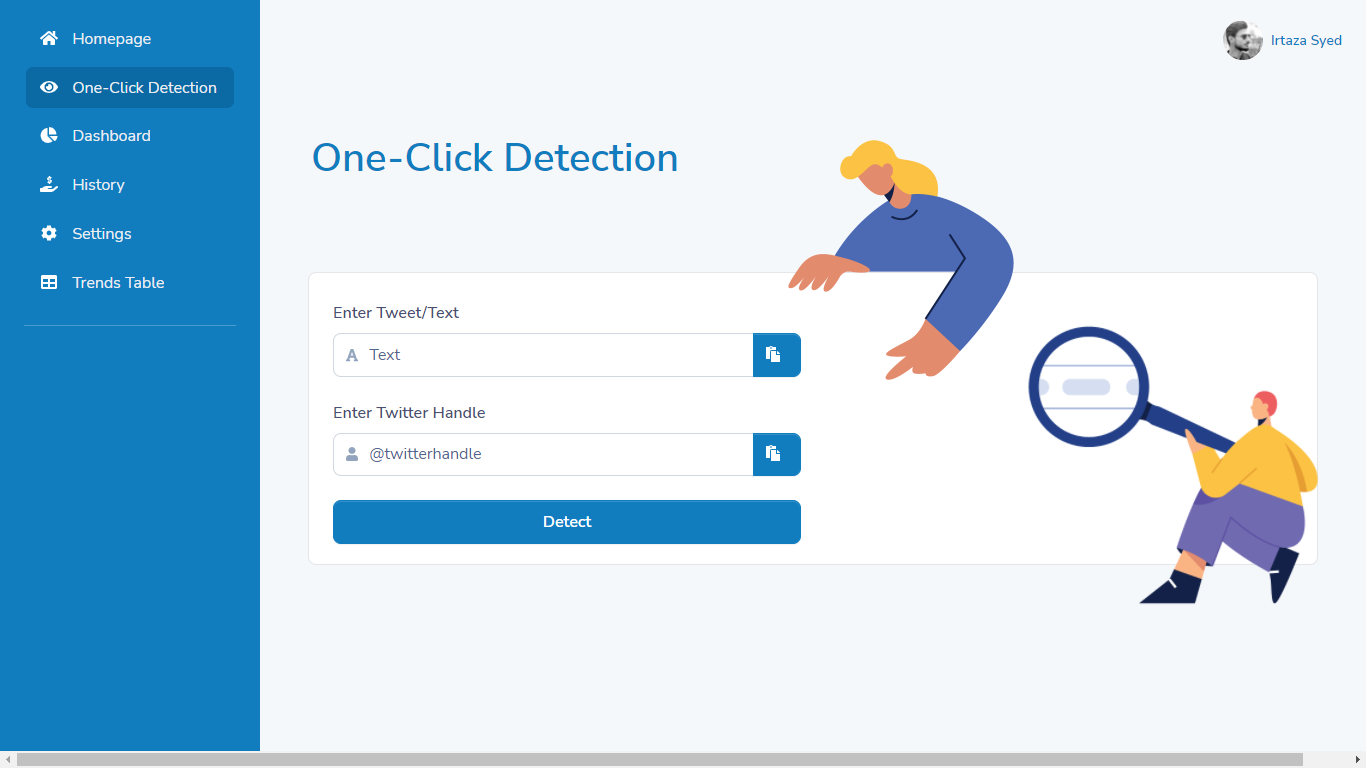 Homepage
One-Click Detection
Dashboard
History
Settings
Trends Table
Irtaza Syed
One-Click Detection
Enter Tweet/Text
Text
Enter Twitter Handle
@twitterhandle
Detect